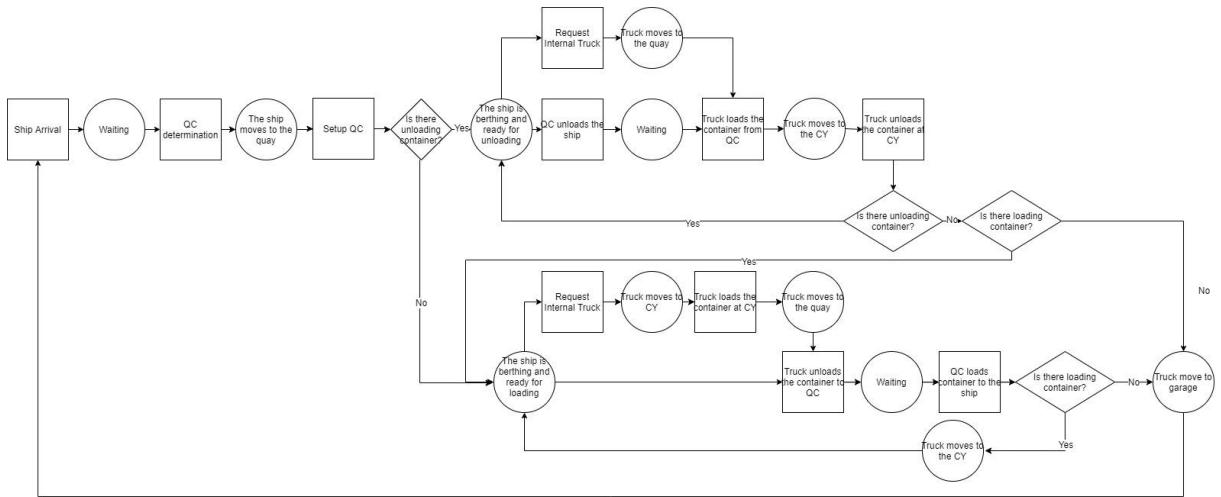 Request
Internal Truck
Truck moves to
the quay
Ship Arrival
Waiting
QC
determination
The ship
moves to the
quay
Setup QC
Is there
unloading
container?
Yes
The ship is
berthing and
ready for
unloading
QC unloads the
ship
Waiting
Truck loads the
container from
QC
Truck moves to
the CY
Truck unloads
the container at
CY
Is there unloading
container?
No
Is there loading
container?
Yes
Yes
No
No
Request
Internal Truck
Truck moves to
CY
Truck loads the
container at CY
Truck moves to
the quay
The ship is
berthing and
ready for
loading
Truck unloads
the container to
QC
Waiting
QC loads
container to the
ship
Is there loading
container?
No
Truck move to
garage
Yes
Truck moves to
the CY